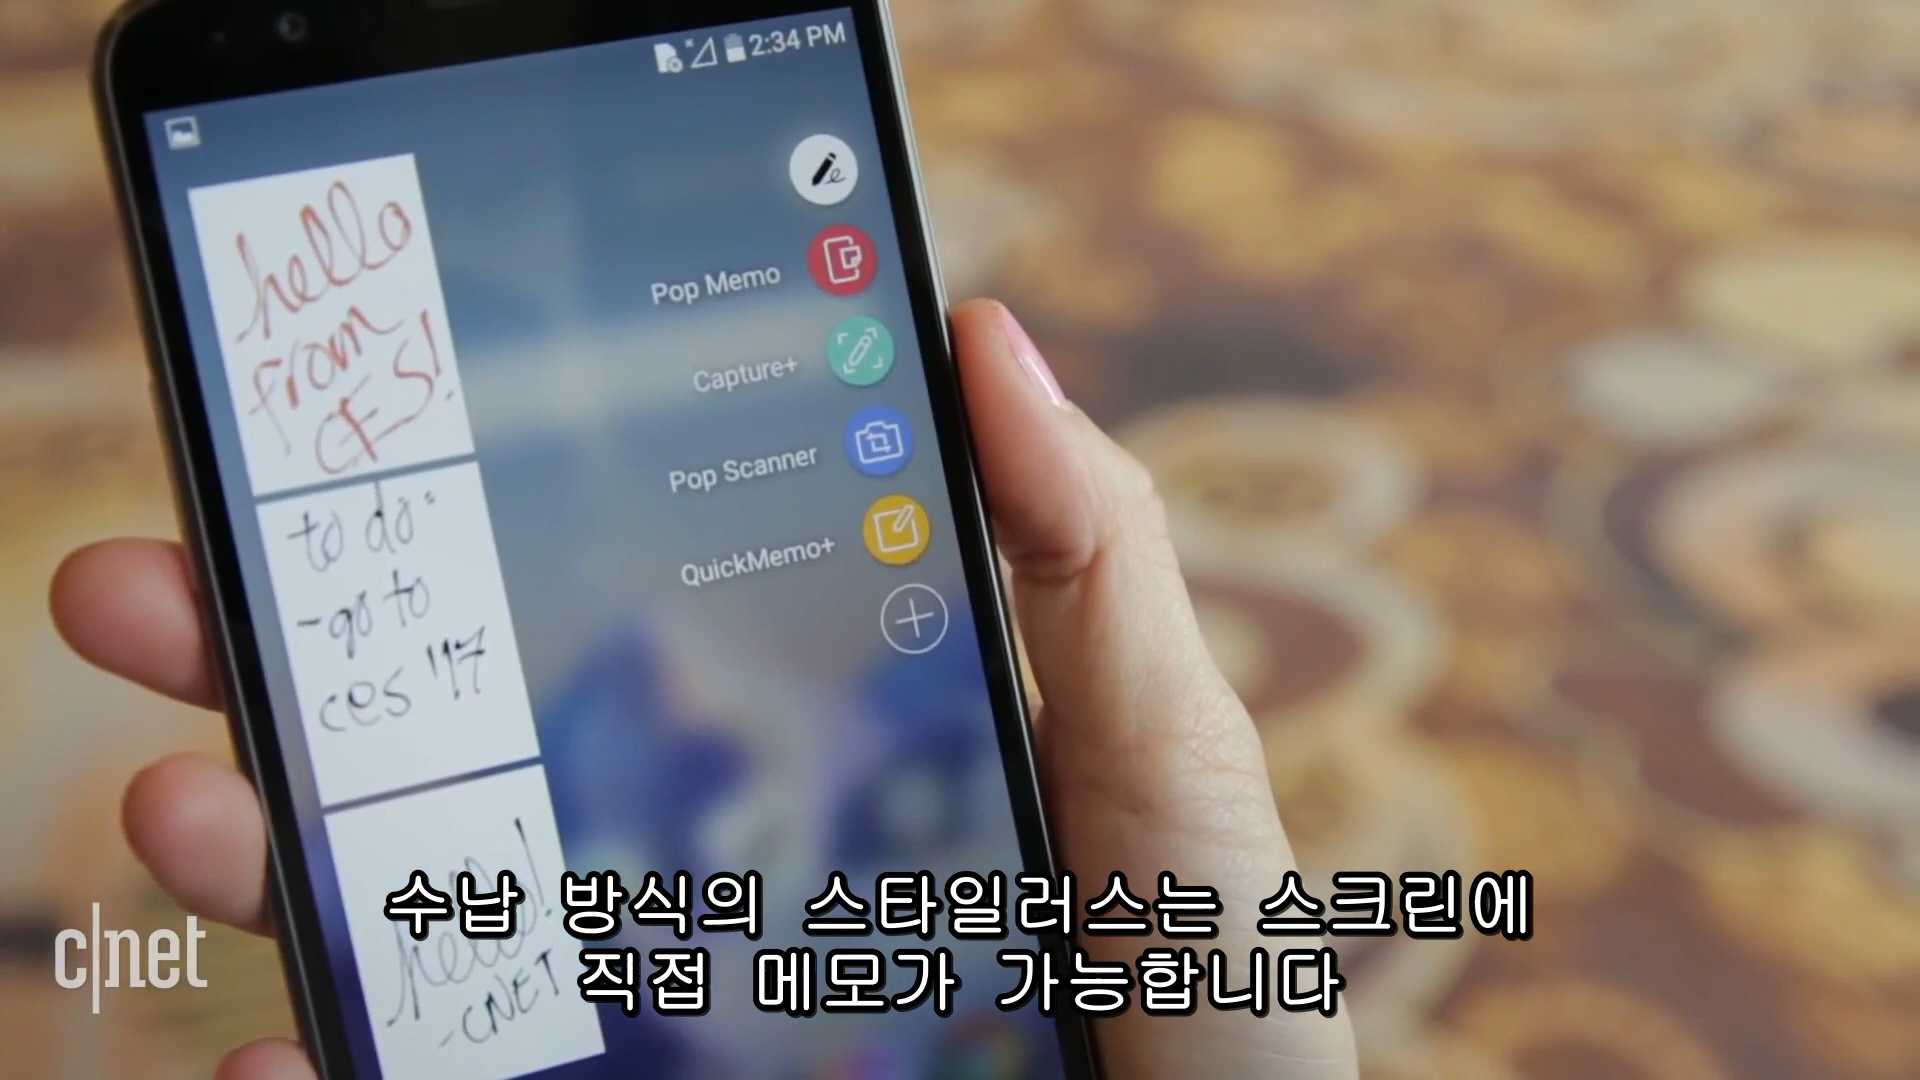 2:34 PM
hello
from
CES!
to do:
-go to
ces '17
hello!
-CNET
Pop Memo
Capture+
Pop Scanner
QuickMemo+
수납 방식의 스타일러스는 스크린에
직접 메모가 가능합니다
c|net